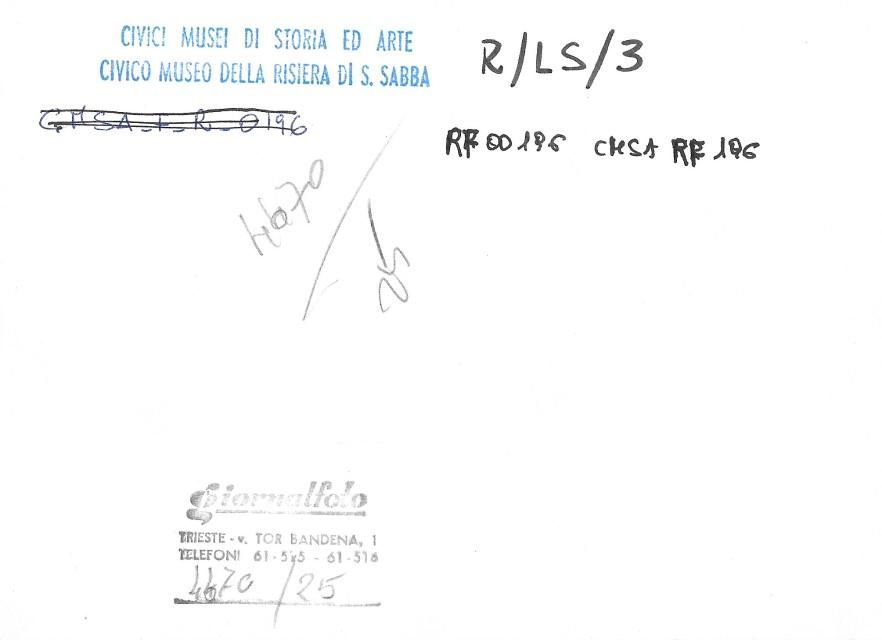 CIVICI MUSEI DI STORIA ED ARTE
CIVICO MUSEO DELLA RISIERA DI S. SABBA
R/LS/3
CMSA_F_R_0196
RF 00196 CMSA RF 196
4670/25
Giornalfoto
TRIESTE - v. TOR BANDENA, 1
TELEFONI 61-515 - 61-516
4670/25